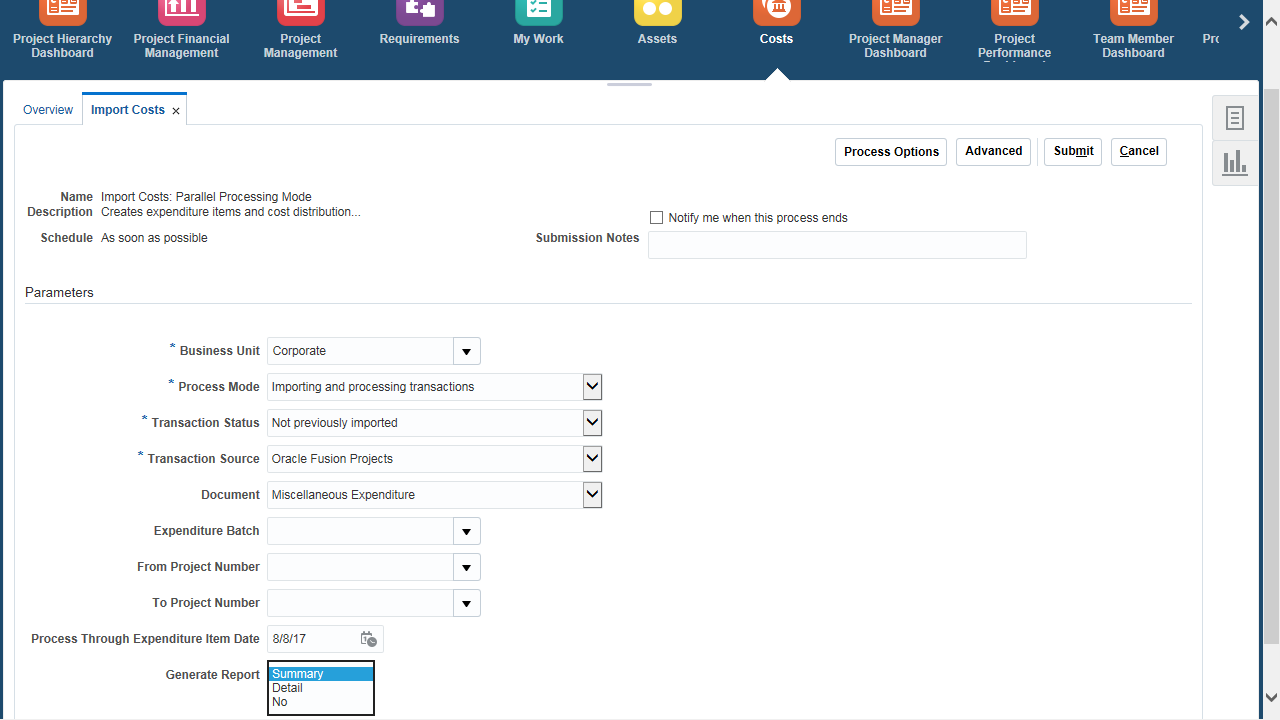 Project Hierarchy Dashboard
Project Financial Management
Project Management
Requirements
My Work
Assets
Costs
Project Manager Dashboard
Project Performance
Team Member Dashboard
Overview
Import Costs
Process Options
Advanced
Submit
Cancel
Name Import Costs: Parallel Processing Mode
Description Creates expenditure items and cost distribution...
Notify me when this process ends
Schedule As soon as possible
Submission Notes
Parameters
* Business Unit Corporate
* Process Mode Importing and processing transactions
* Transaction Status Not previously imported
* Transaction Source Oracle Fusion Projects
Document Miscellaneous Expenditure
Expenditure Batch
From Project Number
To Project Number
Process Through Expenditure Item Date 8/8/17
Generate Report Summary
Detail
No